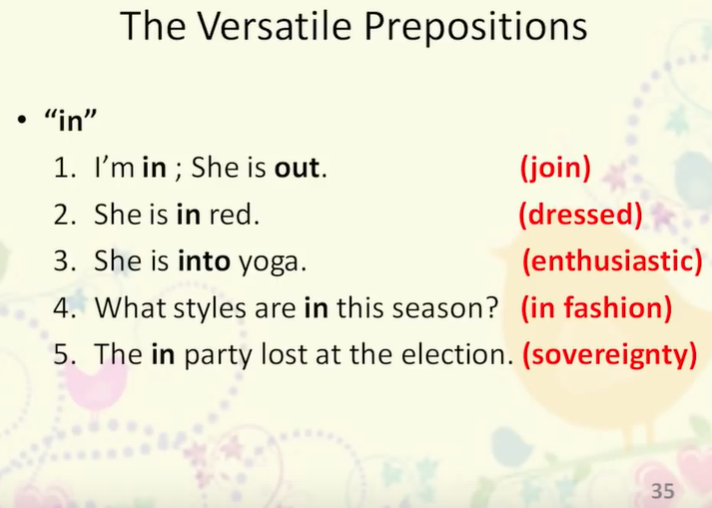 The Versatile Prepositions
• “in”
1. I’m in ; She is out. (join)
2. She is in red. (dressed)
3. She is into yoga. (enthusiastic)
4. What styles are in this season? (in fashion)
5. The in party lost at the election. (sovereignty)
35